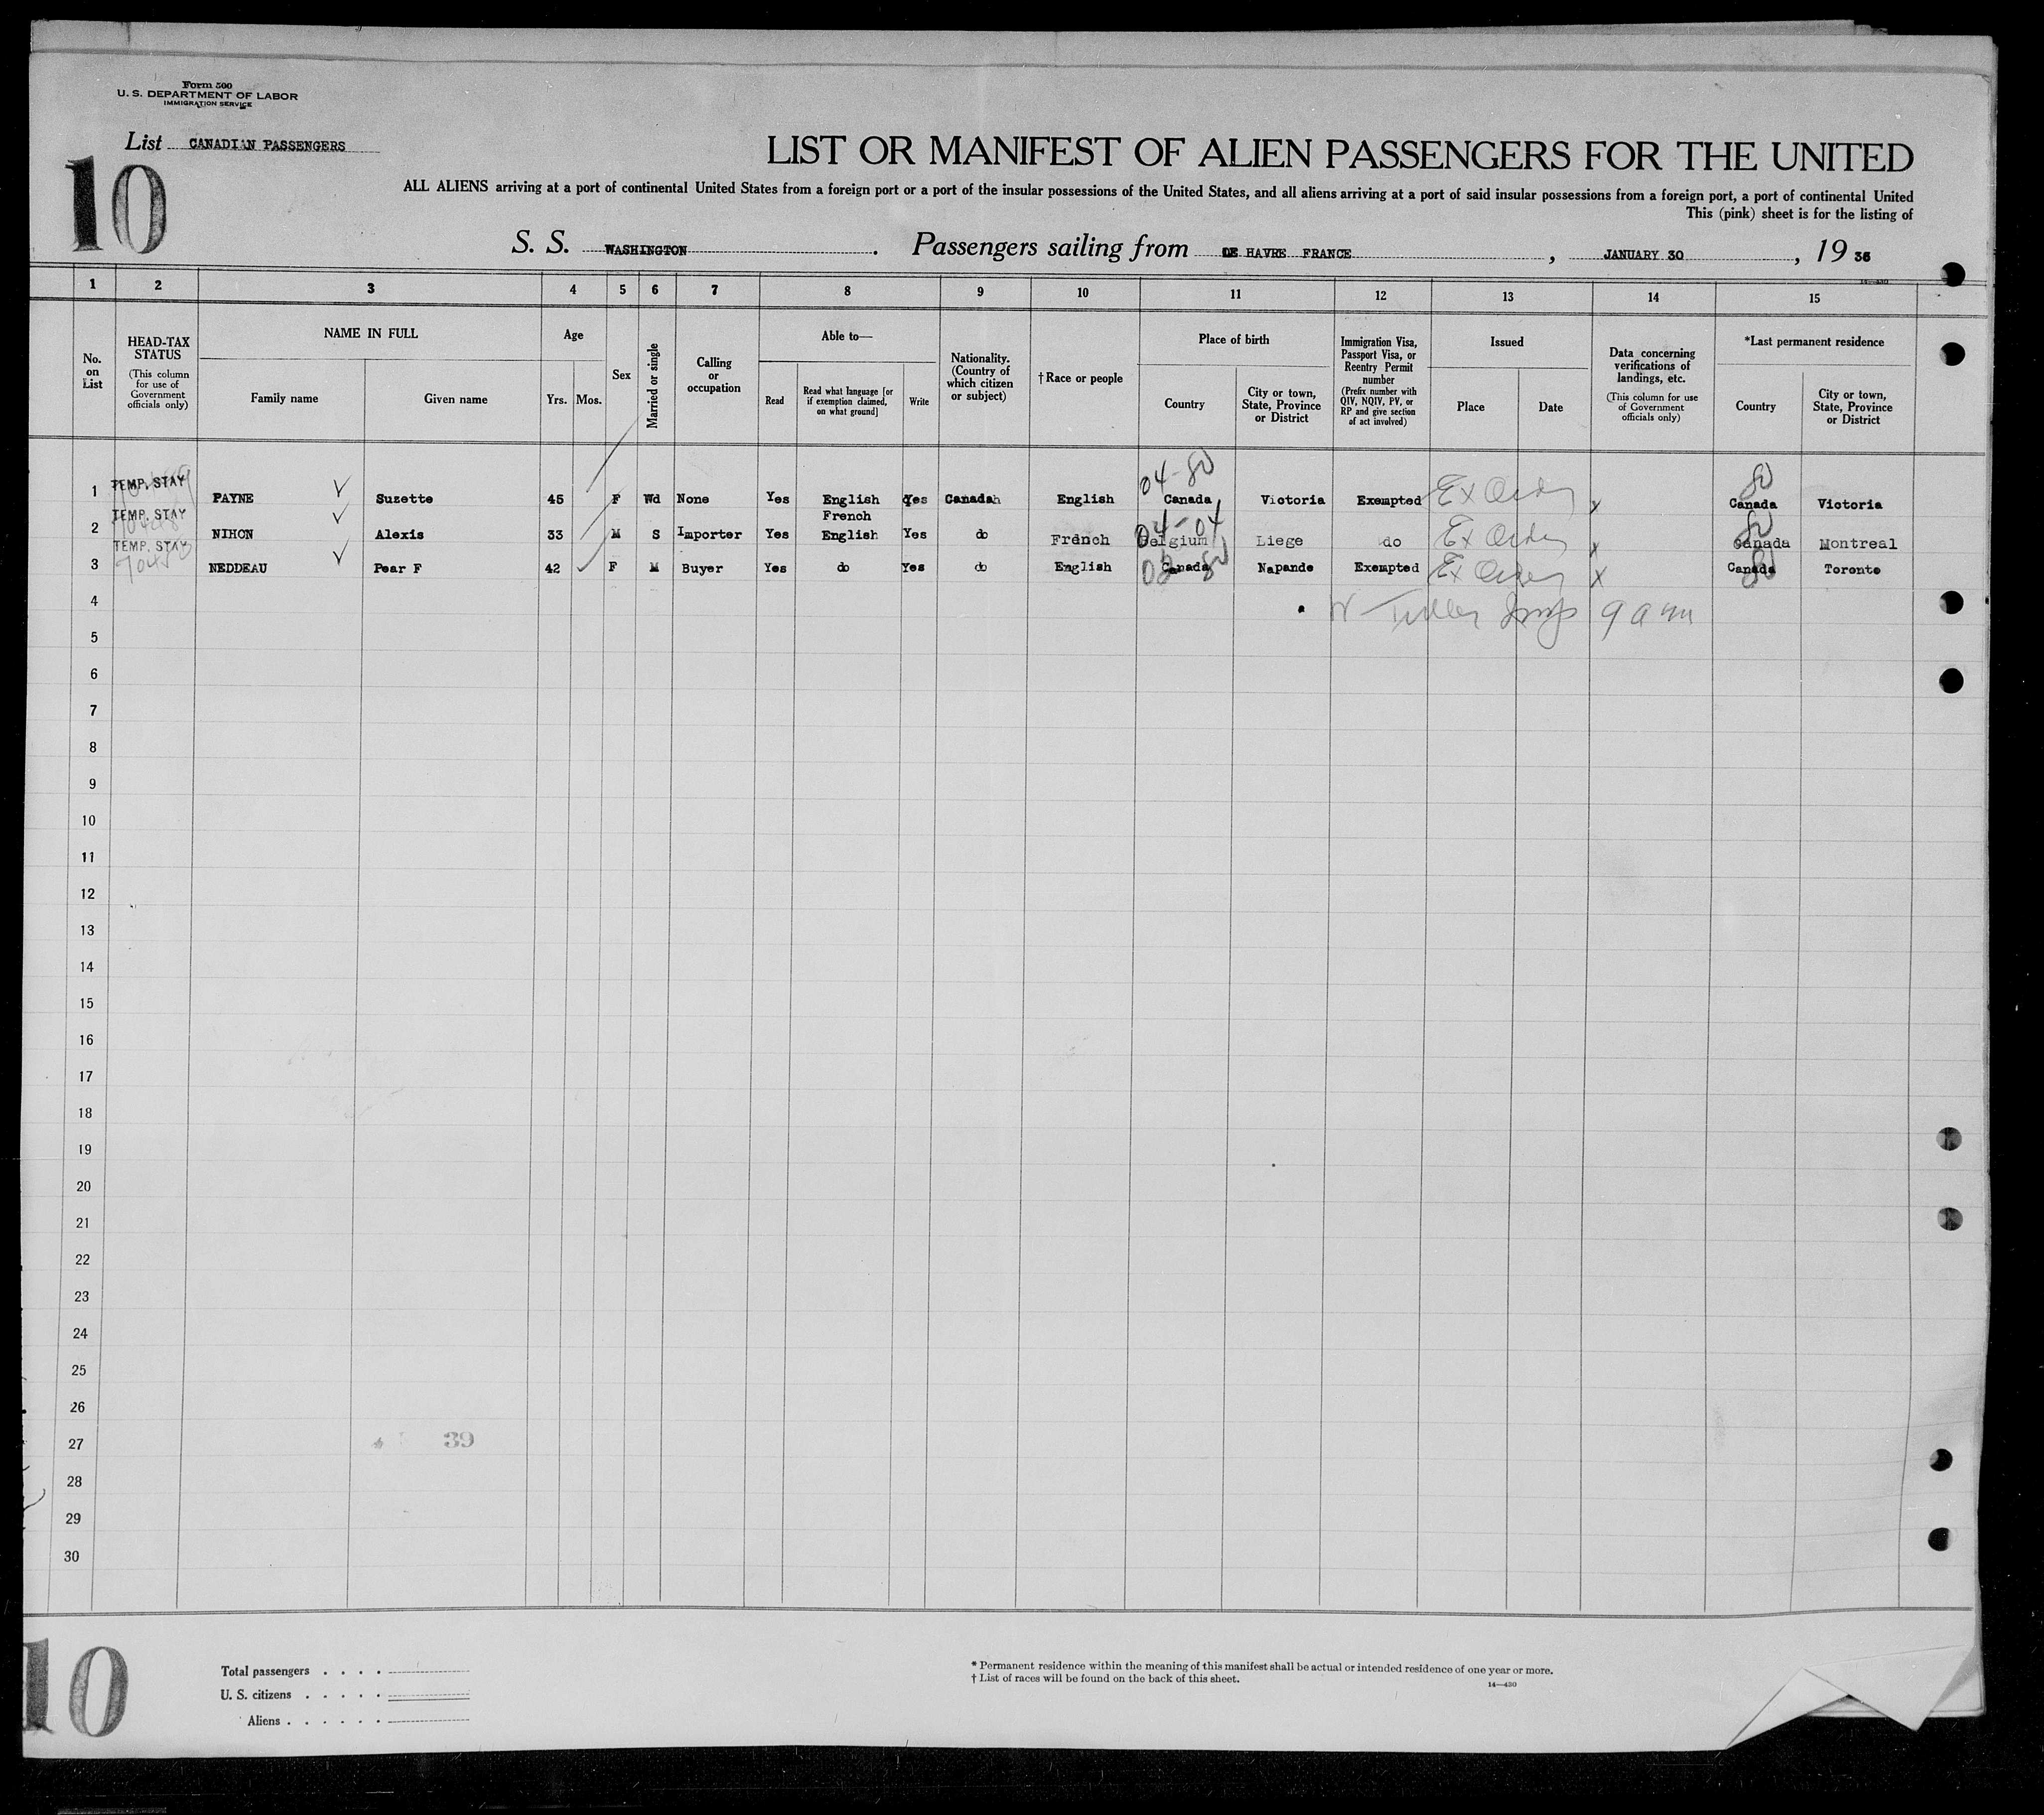 Form 500
U. S. DEPARTMENT OF LABOR
IMMIGRATION SERVICE
List CANADIAN PASSENGERS
10
LIST OR MANIFEST OF ALIEN PASSENGERS FOR THE UNITED
ALL ALIENS arriving at a port of continental United States from a foreign port or a port of the insular possessions of the United States, and all aliens arriving at a port of said insular possessions from a foreign port, a port of continental United
This (pink) sheet is for the listing of
S. S. WASHINGTON. Passengers sailing from DE HAVRE FRANCE, JANUARY 30, 19 36
14—430
1 2 3 4 5 6 7 8 9 10 11 12 13 14 15
No. on List
HEAD-TAX STATUS (This column for use of Government officials only)
NAME IN FULL
Family name
Given name
Age
Yrs. Mos.
Sex
Married or single
Calling or occupation
Able to—
Read
Read what language [or if exemption claimed, on what ground]
Write
Nationality. (Country of which citizen or subject)
†Race or people
Place of birth
Country
City or town, State, Province or District
Immigration Visa, Passport Visa, or Reentry Permit number (Prefix number with QIV, NQIV, PV, or RP and give section of act involved)
Issued
Place
Date
Data concerning verifications of landings, etc. (This column for use of Government officials only)
*Last permanent residence
Country
City or town, State, Province or District
04-80 80
1 TEMP. STAY PAYNE Suzette 45 F Wd None Yes English Yes Canada English Canada Victoria Exempted Ex Order x Canada Victoria
French
04-04 80
2 TEMP. STAY NIHON Alexis 33 M S Importer Yes English Yes do French Belgium Liege do Ex Order x Canada Montreal
3 TEMP. STAY NEDDEAU Pear F 42 F M Buyer Yes do Yes do English Canada Napande Exempted Ex Order x Canada Toronto
4 Insp 9 am
5
6
7
8
9
10
11
12
13
14
15
16
17
18
19
20
21
22
23
24
25
26
27 39
28
29
30
10
Total passengers . . . .
U. S. citizens . . . . .
Aliens . . . . . .
* Permanent residence within the meaning of this manifest shall be actual or intended residence of one year or more.
† List of races will be found on the back of this sheet.
14—430